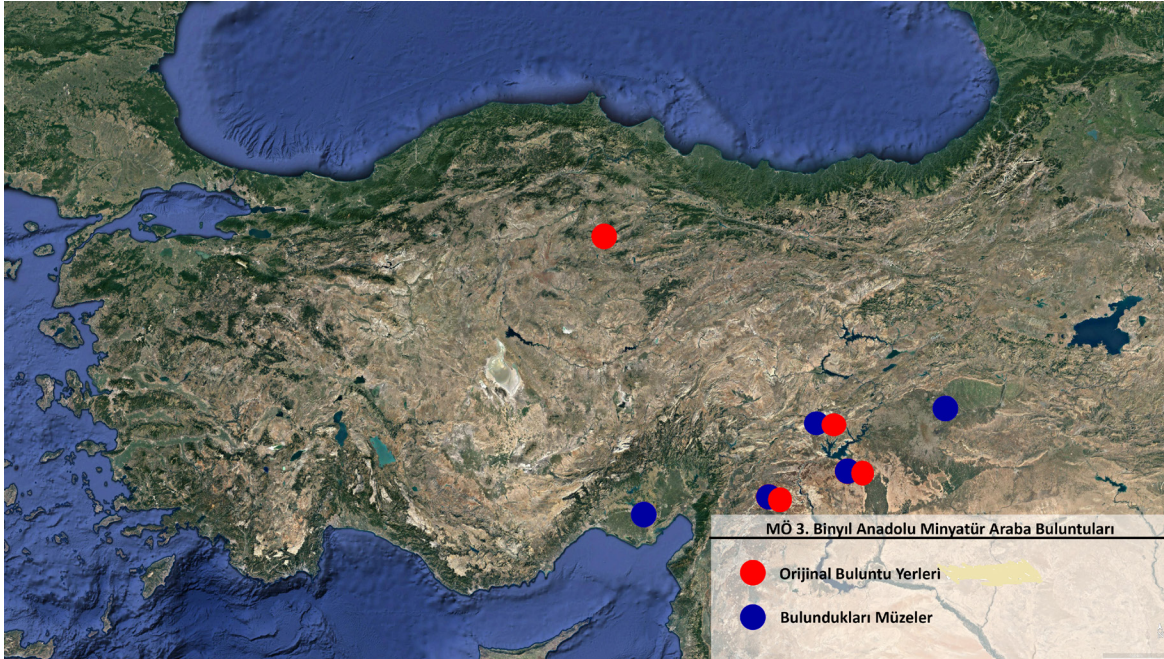 MÖ 3. Binyıl Anadolu Minyatür Araba Buluntuları
Orijinal Buluntu Yerleri
Bulundukları Müzeler